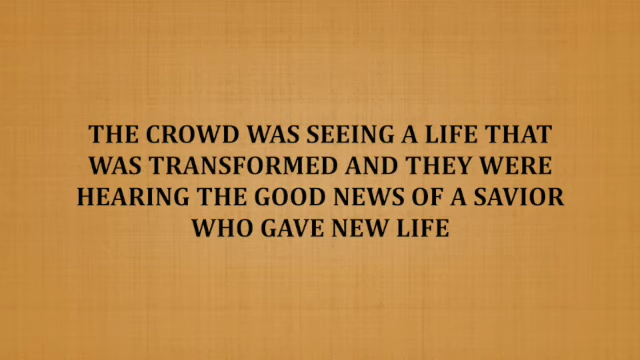 THE CROWD WAS SEEING A LIFE THAT
WAS TRANSFORMED AND THEY WERE
HEARING THE GOOD NEWS OF A SAVIOR
WHO GAVE NEW LIFE